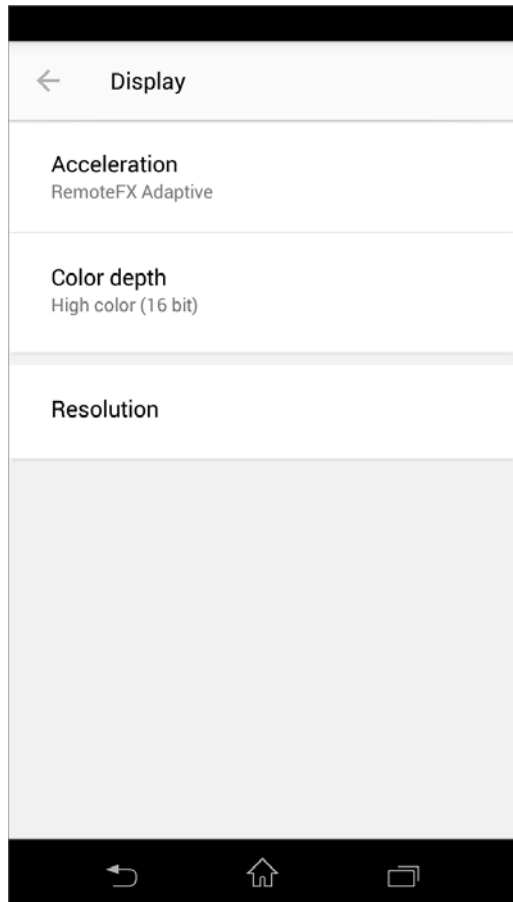 Display
Acceleration
RemoteFX Adaptive
Color depth
High color (16 bit)
Resolution